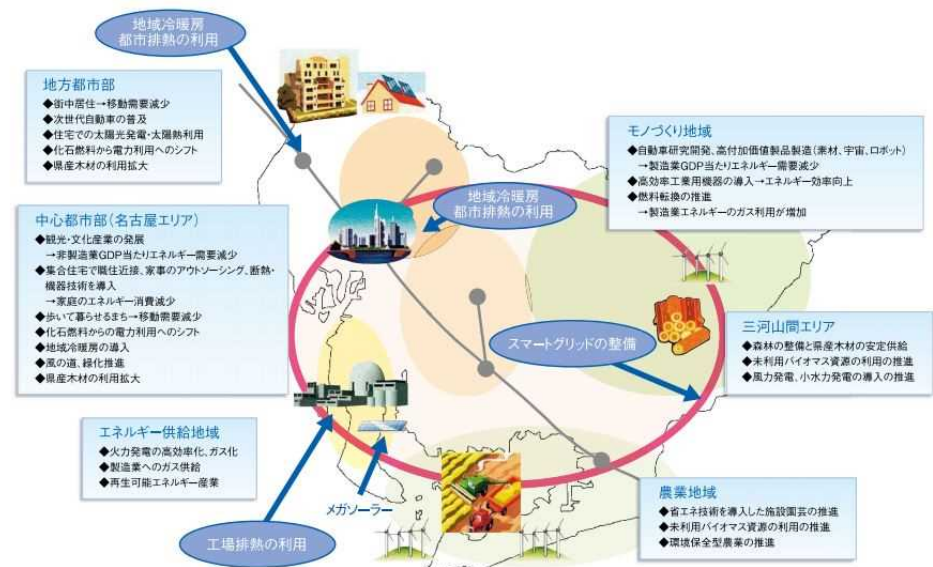 地域冷暖房
都市排熱の利用
地方都市部
◆街中居住→移動需要減少
◆次世代自動車の普及
◆住宅での太陽光発電・太陽熱利用
◆化石燃料から電力利用へのシフト
◆県産木材の利用拡大
モノづくり地域
◆自動車研究開発、高付加価値製品製造(素材、宇宙、ロボット)
→製造業GDP当たりエネルギー需要減少
◆高効率工業用機器の導入→エネルギー効率向上
◆燃料転換の推進
→製造業エネルギーのガス利用が増加
地域冷暖房
都市排熱の利用
中心都市部(名古屋エリア)
◆観光・文化産業の発展
→非製造業GDP当たりエネルギー需要減少
◆集合住宅で職住近接、家事のアウトソーシング、断熱・
機器技術を導入
→家庭のエネルギー消費減少
◆歩いて暮らせるまち→移動需要減少
◆化石燃料からの電力利用へのシフト
◆地域冷暖房の導入
◆風の道、緑化推進
◆県産木材の利用拡大
スマートグリッドの整備
三河山間エリア
◆森林の整備と県産木材の安定供給
◆未利用バイオマス資源の利用の推進
◆風力発電、小水力発電の導入の推進
エネルギー供給地域
◆火力発電の高効率化、ガス化
◆製造業へのガス供給
◆再生可能エネルギー産業
メガソーラー
工場排熱の利用
農業地域
◆省エネ技術を導入した施設園芸の推進
◆未利用バイオマス資源の利用の推進
◆環境保全型農業の推進